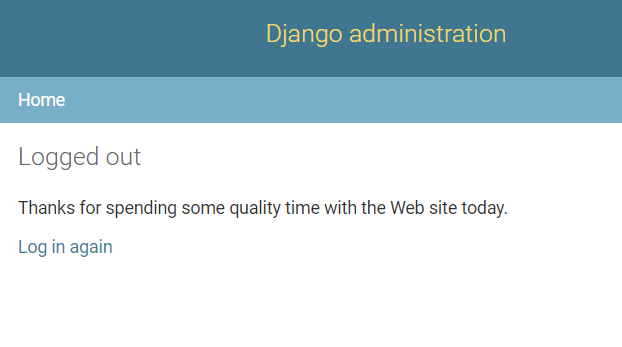 Django administration
Home
Logged out
Thanks for spending some quality time with the Web site today.
Log in again